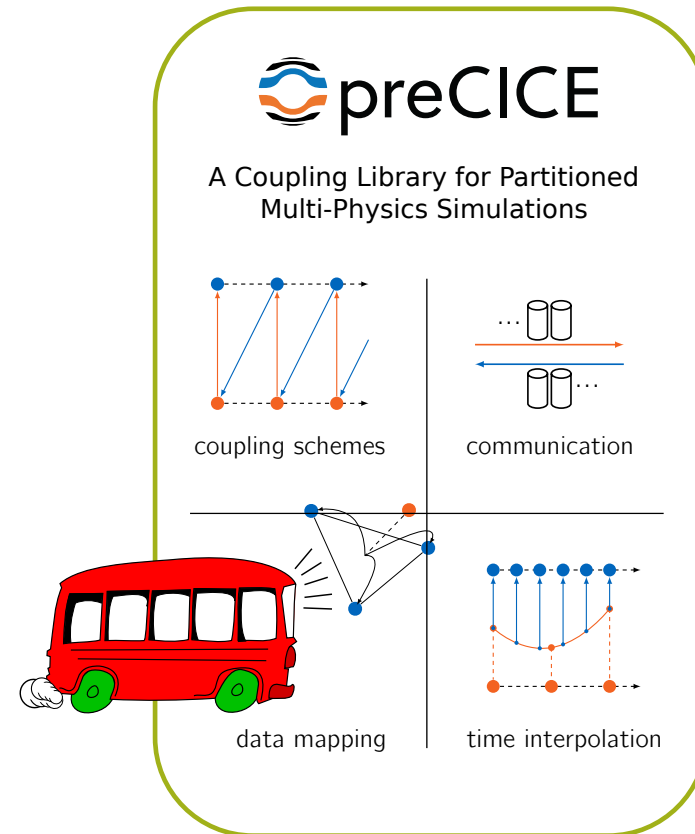 preCICE
A Coupling Library for Partitioned
Multi-Physics Simulations
...
...
coupling schemes
communication
data mapping
time interpolation